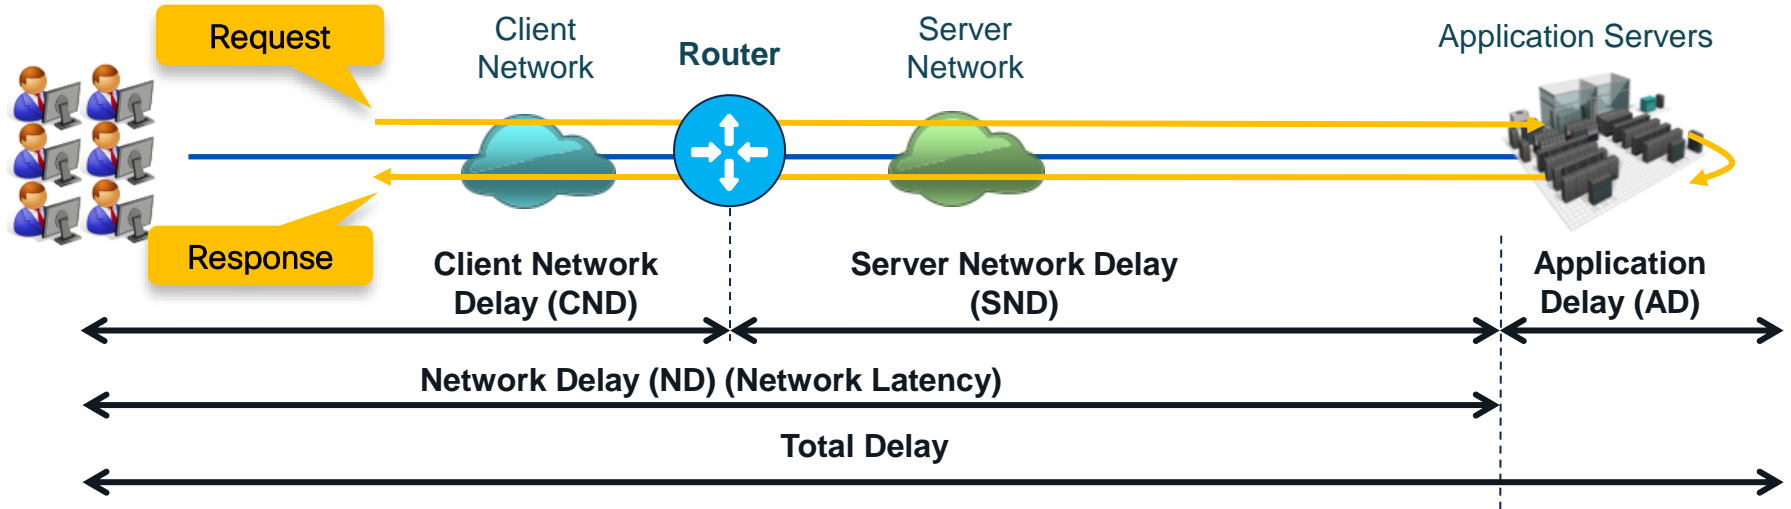 Request
Client
Network
Router
Server
Network
Application Servers
Response
Client Network
Delay (CND)
Server Network Delay
(SND)
Application
Delay (AD)
Network Delay (ND) (Network Latency)
Total Delay